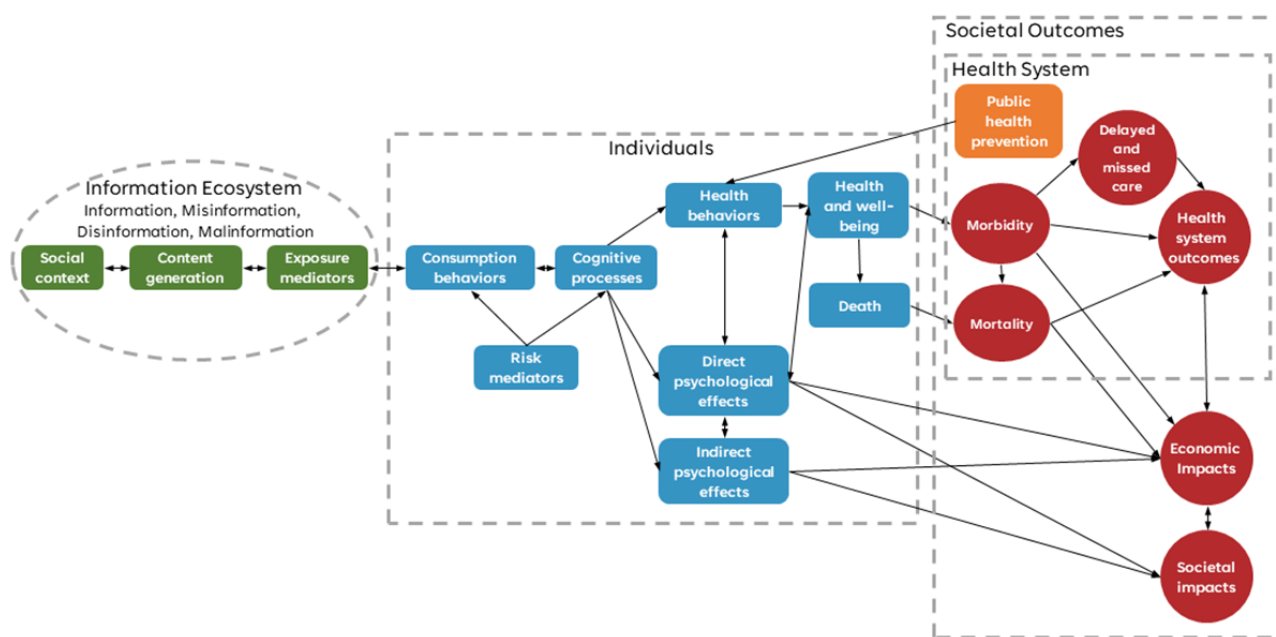 Societal Outcomes
Health System
Public
health
prevention
Delayed
and
missed
care
Individuals
Information Ecosystem
Information, Misinformation,
Disinformation, Malinformation
Social
context
Content
generation
Exposure
mediators
Consumption
behaviors
Cognitive
processes
Risk
mediators
Health
behaviors
Health
and well-
being
Death
Direct
psychological
effects
Indirect
psychological
effects
Morbidity
Mortality
Health
system
outcomes
Economic
Impacts
Societal
impacts